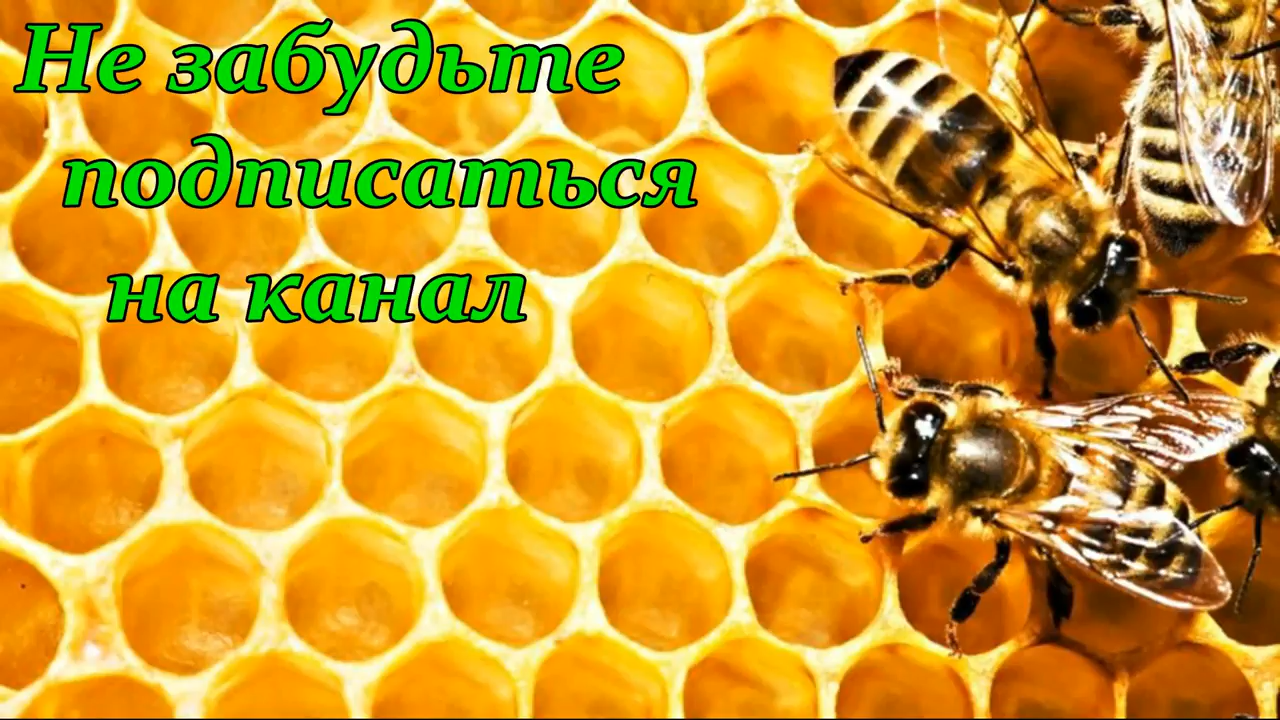 Не забудьте
подписаться
на канал